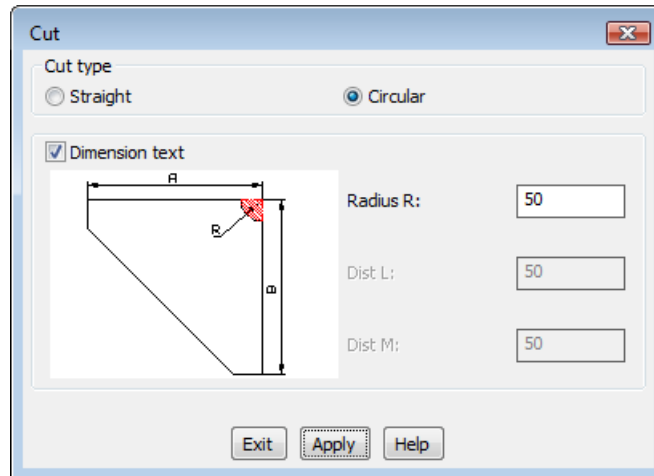 Cut
Cut type
Straight
Circular
Dimension text
A
R
B
Radius R:
50
Dist L:
50
Dist M:
50
Exit
Apply
Help